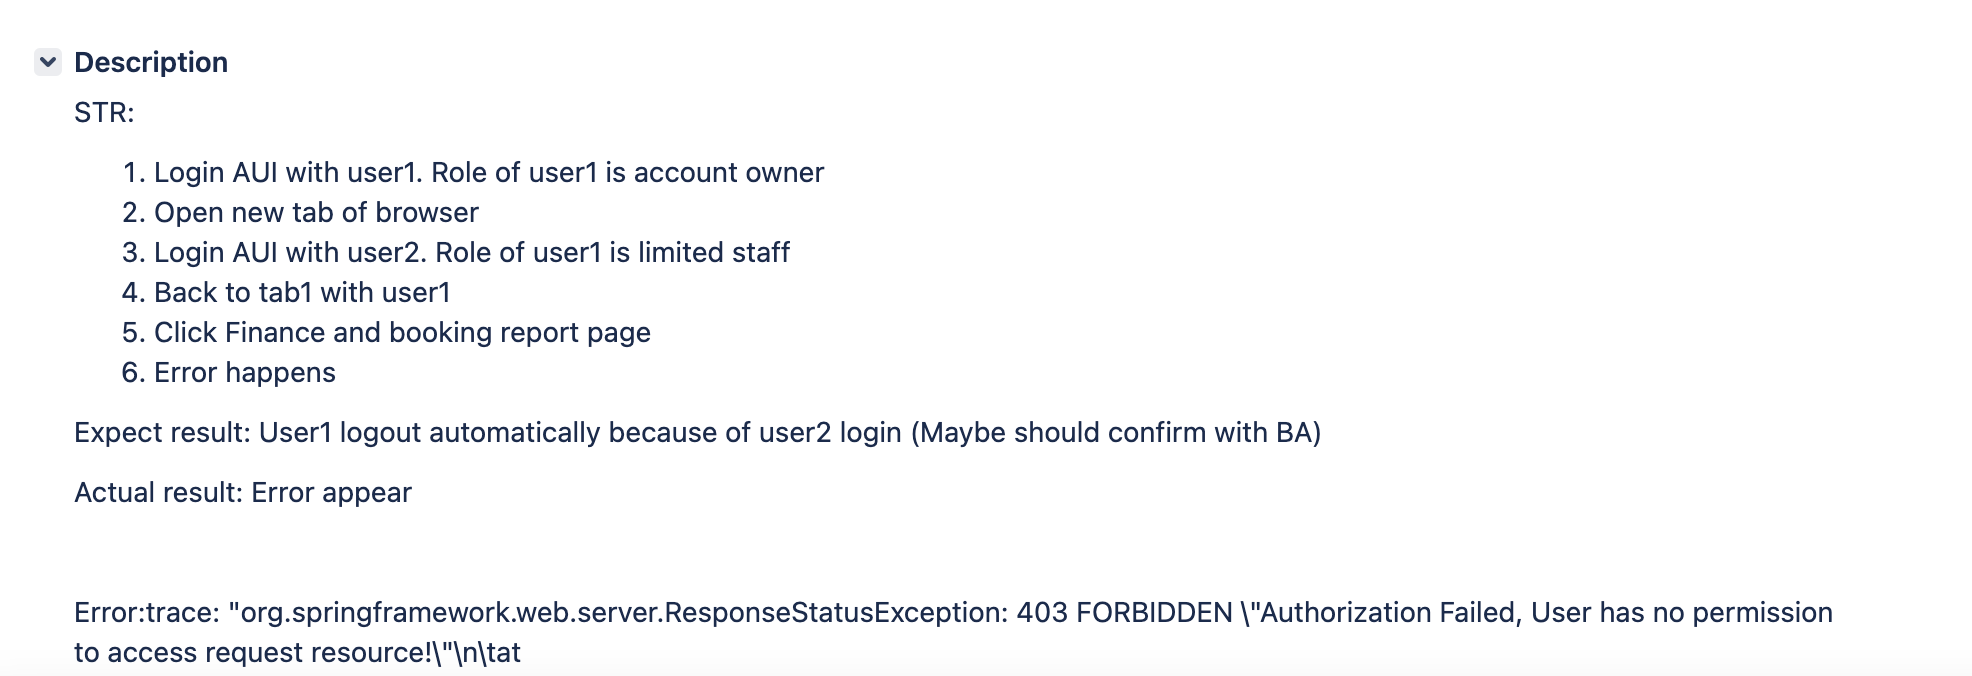 Description
STR:
1. Login AUI with user1. Role of user1 is account owner
2. Open new tab of browser
3. Login AUI with user2. Role of user1 is limited staff
4. Back to tab1 with user1
5. Click Finance and booking report page
6. Error happens
Expect result: User1 logout automatically because of user2 login (Maybe should confirm with BA)
Actual result: Error appear
Error:trace: "org.springframework.web.server.ResponseStatusException: 403 FORBIDDEN \"Authorization Failed, User has no permission
to access request resource!\"\n\tat